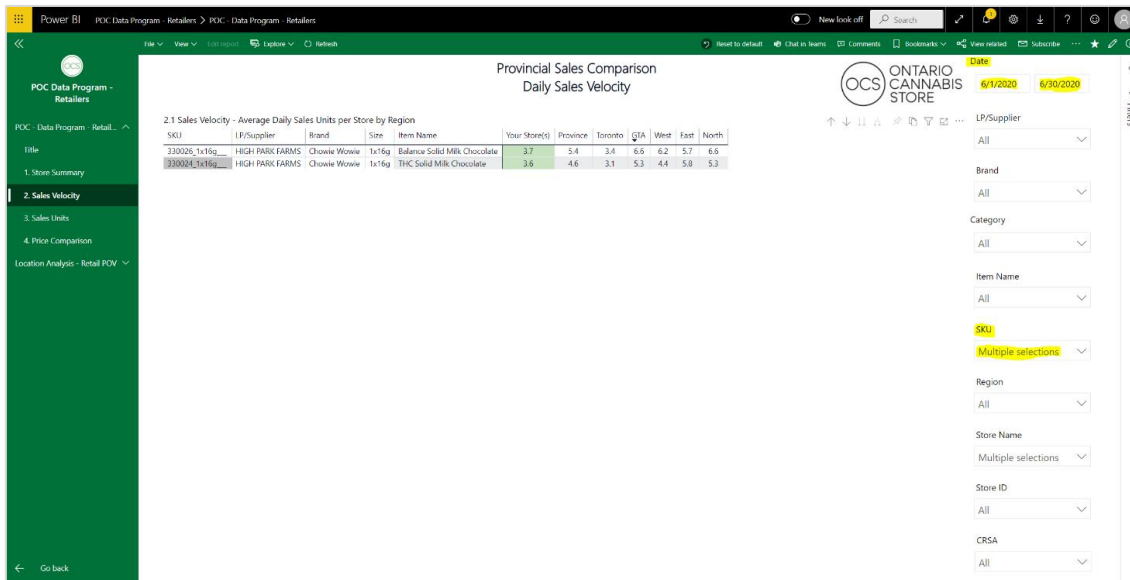 Power BI POC Data Program - Retailers > POC - Data Program - Retailers New look off Search 1
File View Edit report Explore Refresh Reset to default Chat in Teams Comments Bookmarks View related Subscribe
OCS
POC Data Program -
Retailers
POC - Data Program - Retail...
Title
1. Store Summary
2. Sales Velocity
3. Sales Units
4. Price Comparison
Location Analysis - Retail POV
Go back
Provincial Sales Comparison
Daily Sales Velocity
OCS
ONTARIO
CANNABIS
STORE
2.1 Sales Velocity - Average Daily Sales Units per Store by Region
SKU LP/Supplier Brand Size Item Name Your Store(s) Province Toronto GTA West East North
330026_1x16g__ HIGH PARK FARMS Chowie Wowie 1x16g Balance Solid Milk Chocolate 3.7 5.4 3.4 6.6 6.2 5.7 6.6
330024_1x16g__ HIGH PARK FARMS Chowie Wowie 1x16g THC Solid Milk Chocolate 3.6 4.6 3.1 5.3 4.4 5.8 5.3
Date
6/1/2020 6/30/2020
LP/Supplier
All
Brand
All
Category
All
Item Name
All
SKU
Multiple selections
Region
All
Store Name
Multiple selections
Store ID
All
CRSA
All